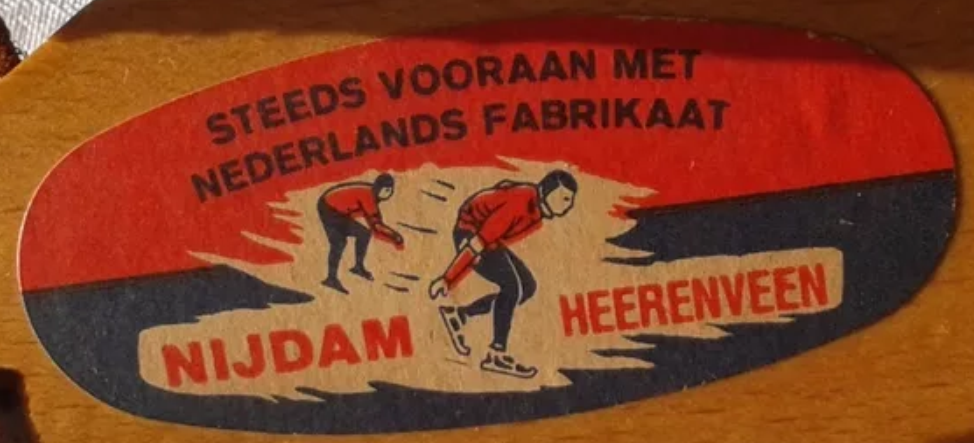 STEEDS VOORAAN MET
NEDERLANDS FABRIKAAT
NIJDAM HEERENVEEN